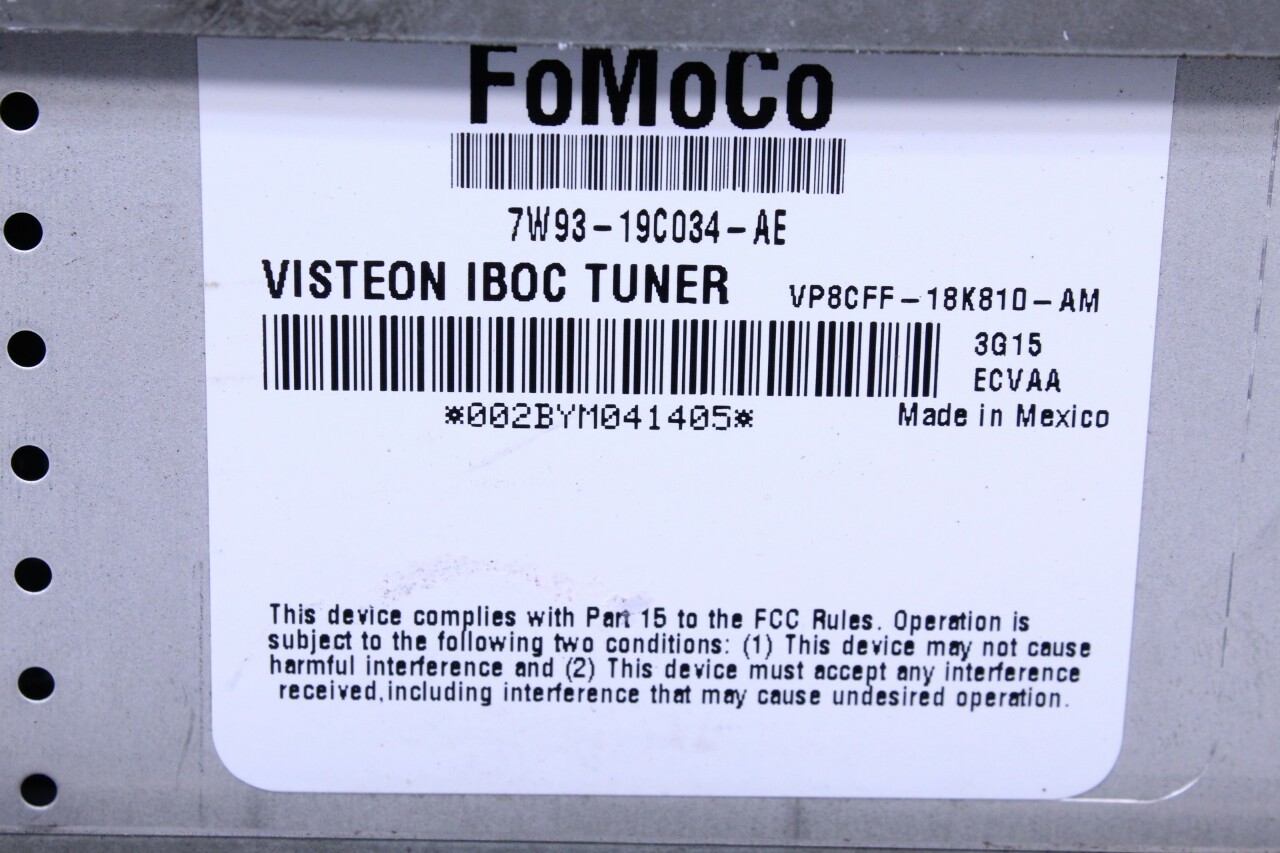 FoMoCo
7W93-19C034-AE
VISTEON IBOC TUNER VP8CFF-18K810-AM
3G15
ECVAA
*002BYM041405* Made in Mexico
This device complies with Part 15 to the FCC Rules. Operation is
subject to the following two conditions: (1) This device may not cause
harmful interference and (2) This device must accept any interference
received,including interference that may cause undesired operation.